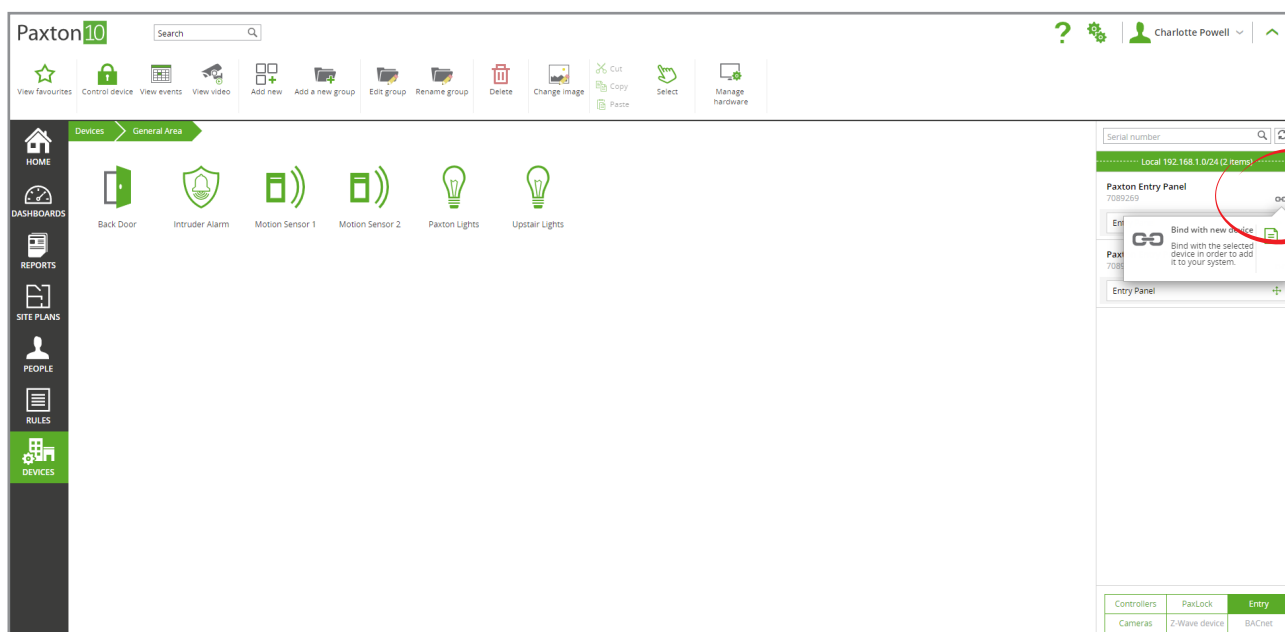 Paxton10
Search
Charlotte Powell
View favourites
Control device
View events
View video
Add new
Add a new group
Edit group
Rename group
Delete
Change image
Cut
Copy
Paste
Select
Manage
hardware
HOME
DASHBOARDS
REPORTS
SITE PLANS
PEOPLE
RULES
DEVICES
Devices
General Area
Back Door
Intruder Alarm
Motion Sensor 1
Motion Sensor 2
Paxton Lights
Upstair Lights
Serial number
Local 192.168.1.0/24 (2 items)
Paxton Entry Panel
7089269
Bind with new device
Bind with the selected
device in order to add
it to your system.
Entry Panel
Controllers
PaxLock
Entry
Cameras
Z-Wave device
BACnet